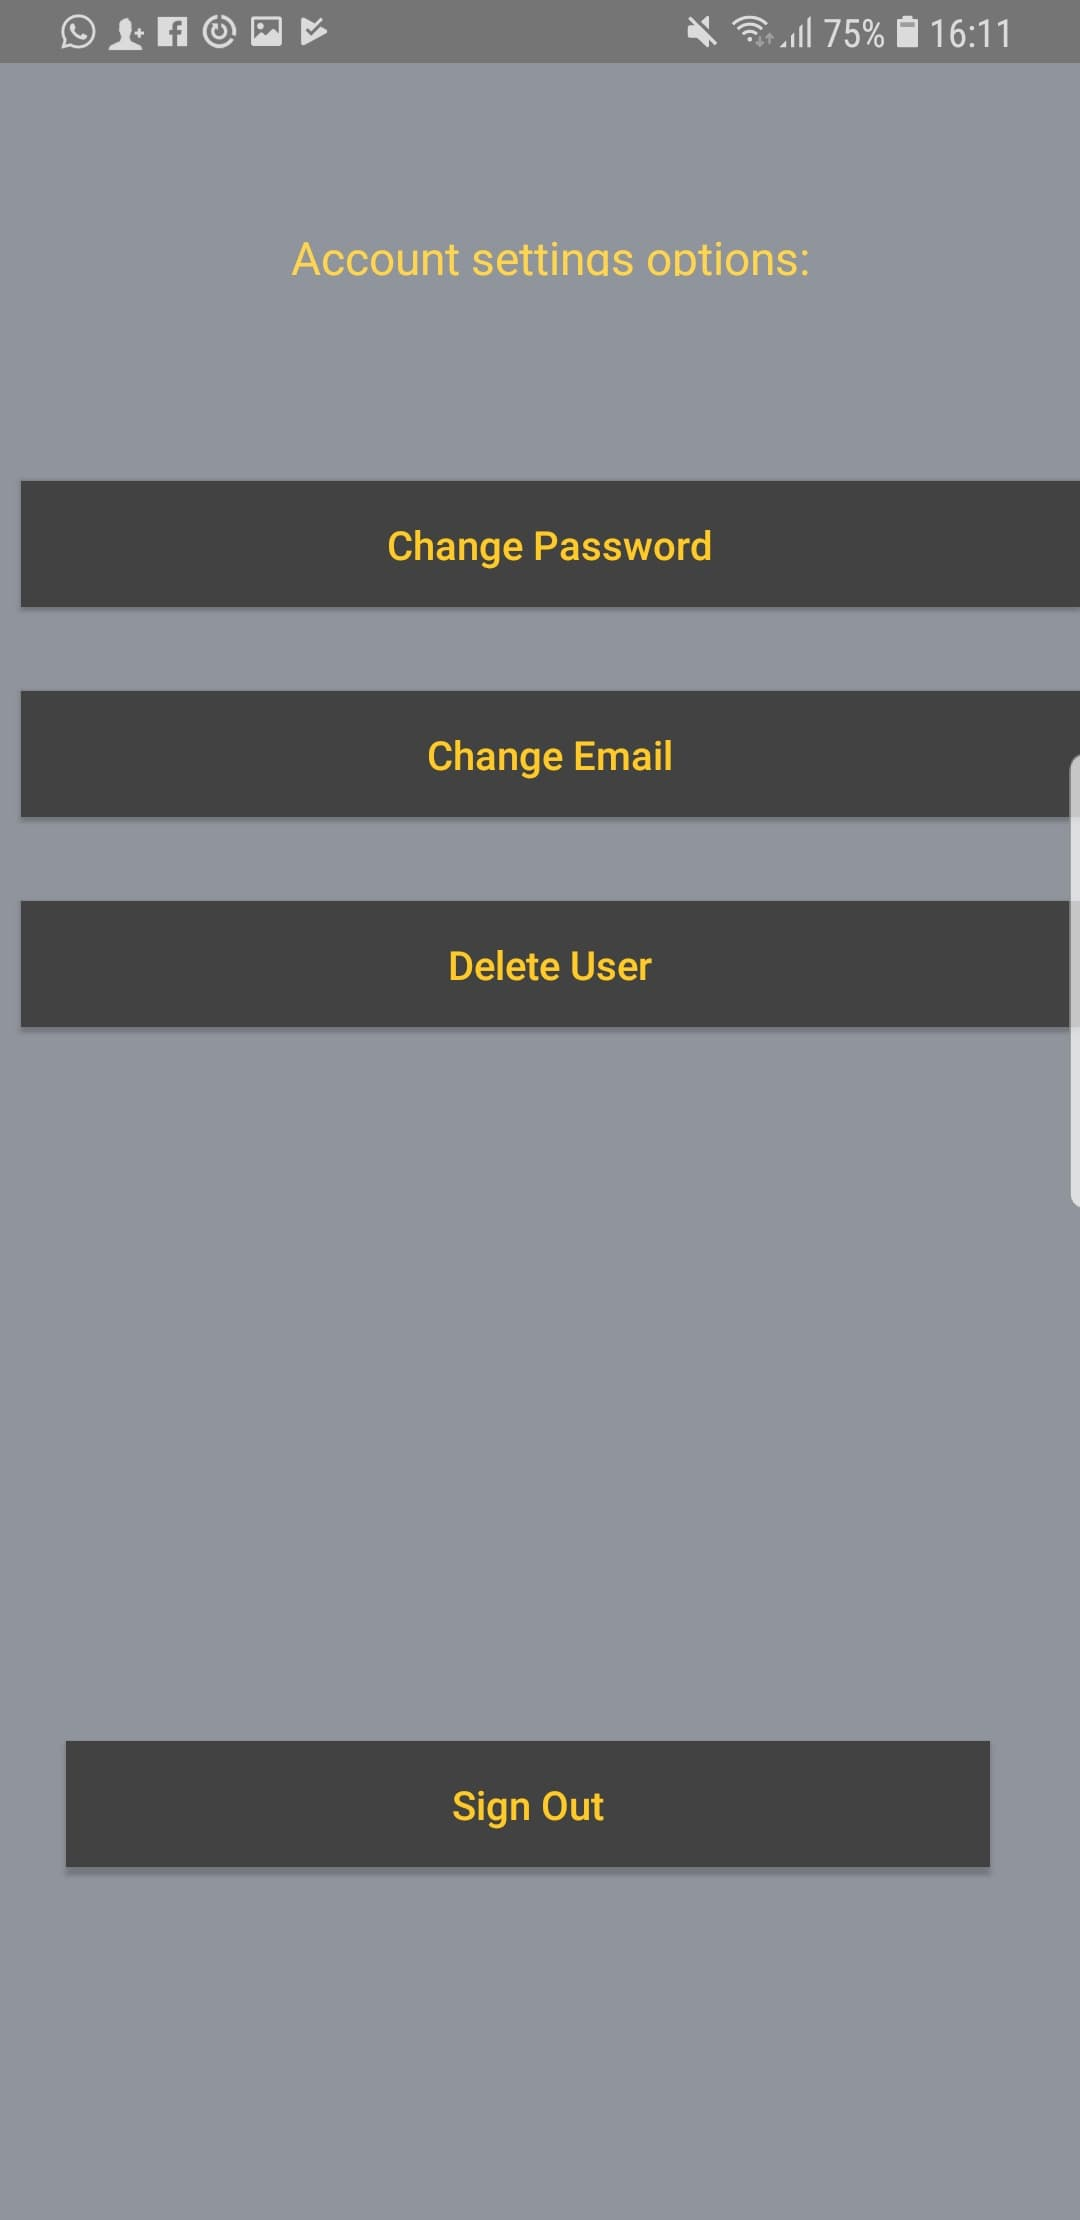 75% 16:11
Account settings options:
Change Password
Change Email
Delete User
Sign Out